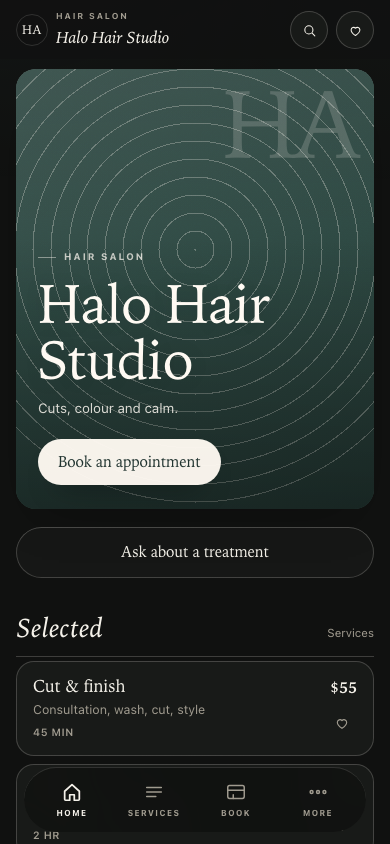 HA
HAIR SALON
Halo Hair Studio
HA
HAIR SALON
Halo Hair
Studio
Cuts, colour and calm.
Book an appointment
Ask about a treatment
Selected
Services
Cut & finish
$55
Consultation, wash, cut, style
45 MIN
HOME
SERVICES
BOOK
MORE
2 HR